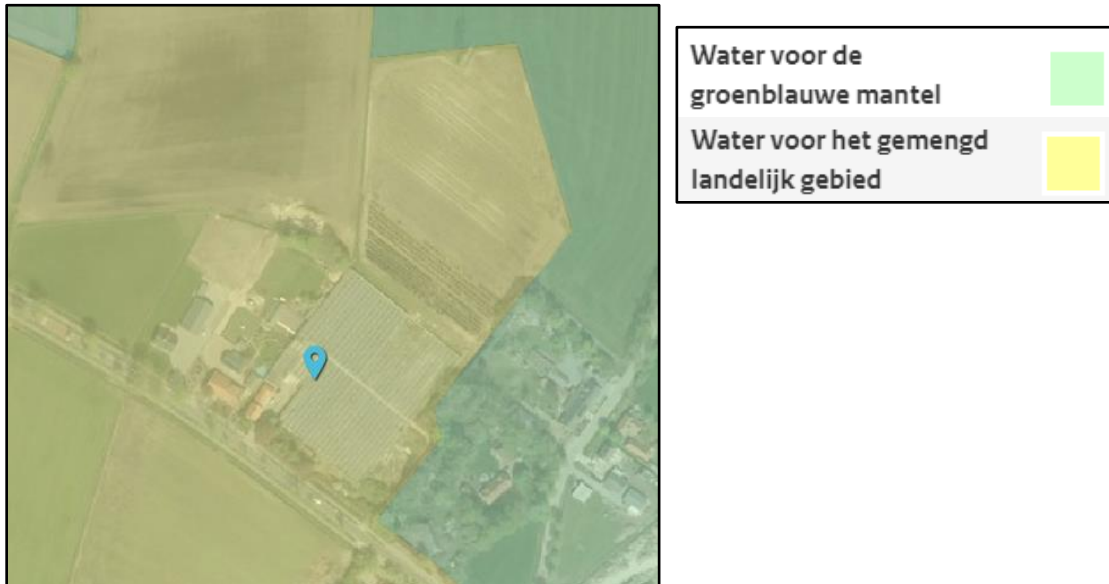 Water voor de
groenblauwe mantel
Water voor het gemengd
landelijk gebied